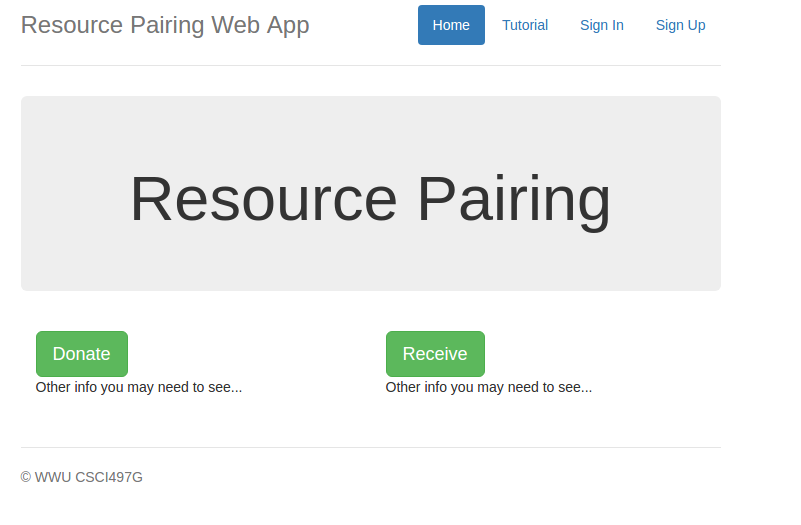 Resource Pairing Web App Home Tutorial Sign In Sign Up
Resource Pairing
Donate Receive
Other info you may need to see... Other info you may need to see...
© WWU CSCI497G